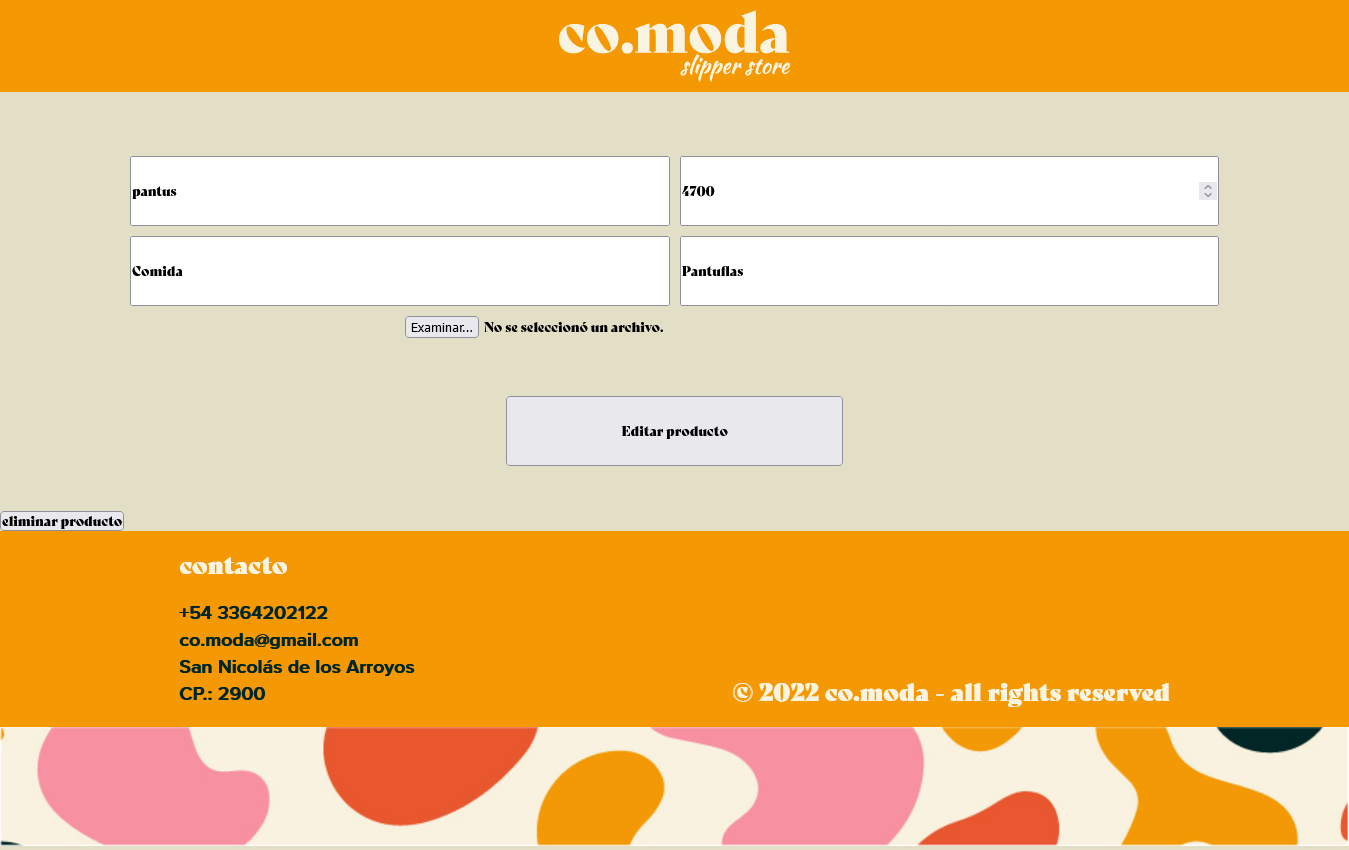 co.moda
slipper store
pantus
4700
Comida
Pantuflas
Examinar... No se seleccionó un archivo.
Editar producto
eliminar producto
contacto
+54 3364202122
co.moda@gmail.com
San Nicolás de los Arroyos
CP.: 2900
© 2022 co.moda - all rights reserved